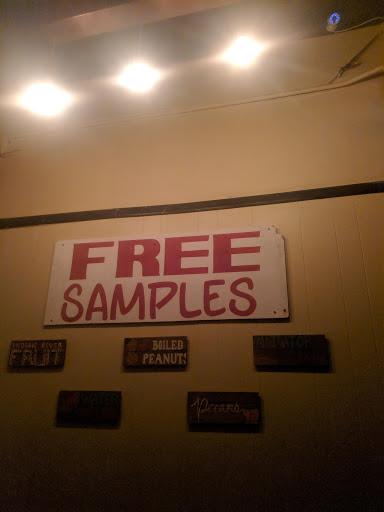 FREE
SAMPLES
INDIAN RIVER
FRUIT
BOILED
PEANUTS
Pecans